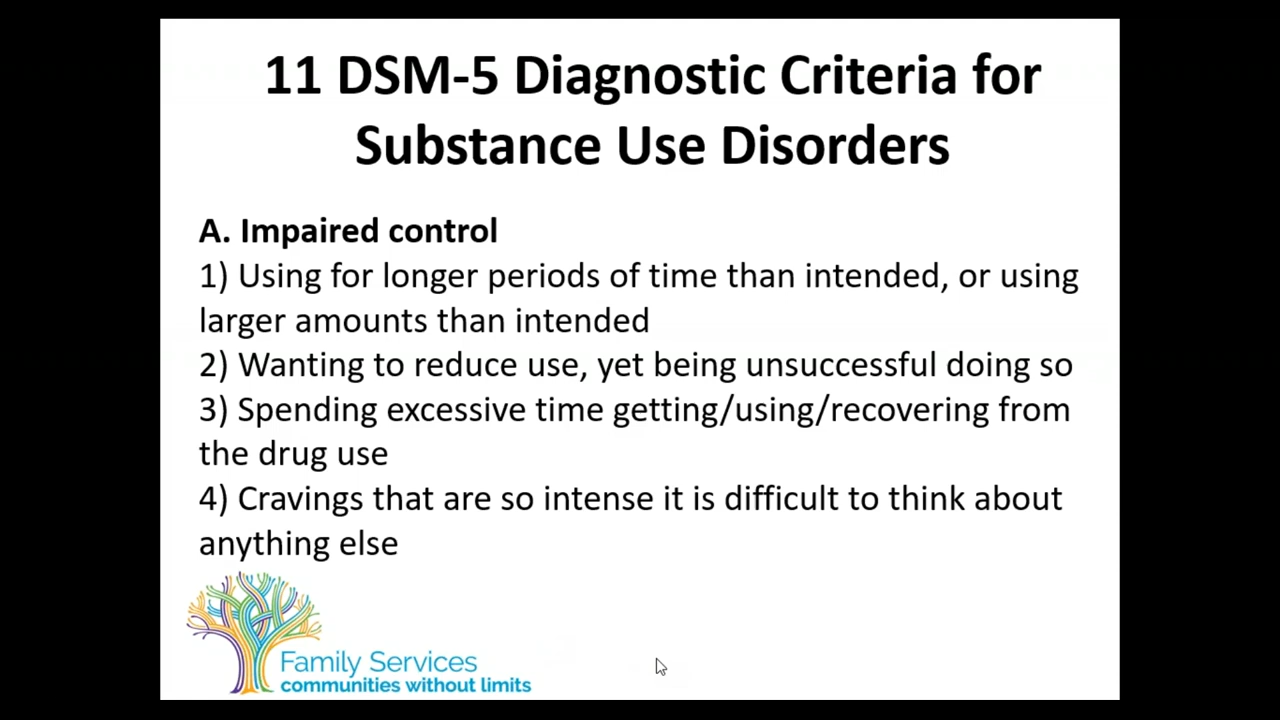 11 DSM-5 Diagnostic Criteria for
Substance Use Disorders
A. Impaired control
1) Using for longer periods of time than intended, or using
larger amounts than intended
2) Wanting to reduce use, yet being unsuccessful doing so
3) Spending excessive time getting/using/recovering from
the drug use
4) Cravings that are so intense it is difficult to think about
anything else
Family Services
communities without limits